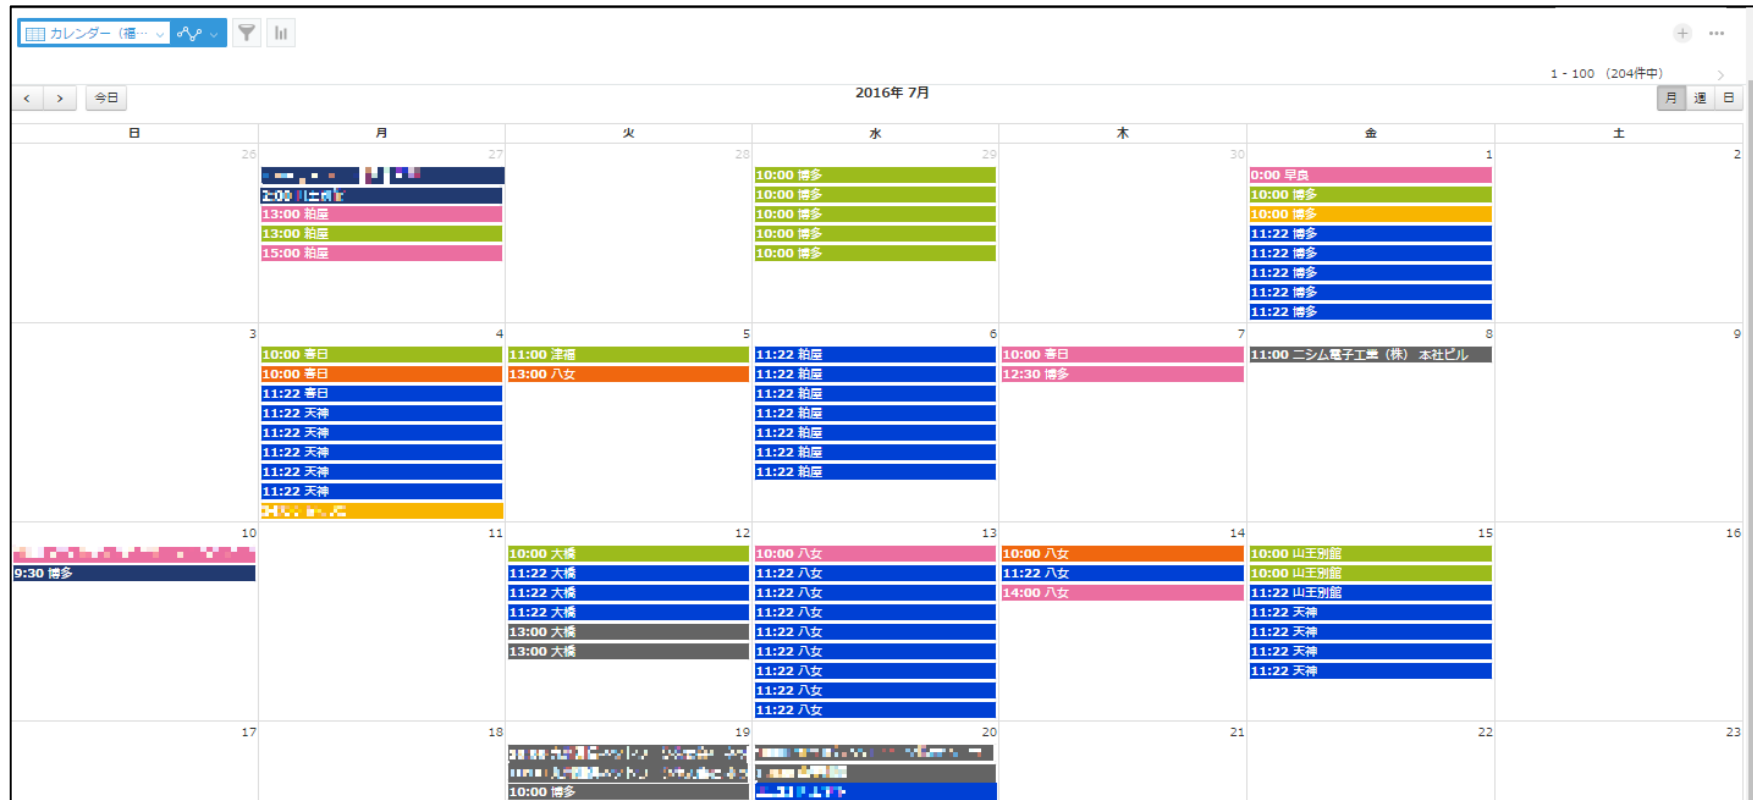 カレンダー（福…
1 - 100 （204件中）
今日
2016年 7月
月 週 日
日 月 火 水 木 金 土
26 27 28 29 30 1 2
13:00 粕屋
13:00 粕屋
15:00 粕屋
10:00 博多
10:00 博多
10:00 博多
10:00 博多
10:00 博多
0:00 早良
10:00 博多
10:00 博多
11:22 博多
11:22 博多
11:22 博多
11:22 博多
11:22 博多
3 4 5 6 7 8 9
10:00 春日
10:00 春日
11:22 春日
11:22 天神
11:22 天神
11:22 天神
11:22 天神
11:22 天神
11:00 津福
13:00 八女
11:22 粕屋
11:22 粕屋
11:22 粕屋
11:22 粕屋
11:22 粕屋
11:22 粕屋
11:22 粕屋
10:00 春日
12:30 博多
11:00 ニシム電子工業（株） 本社ビル
10 11 12 13 14 15 16
9:30 博多
10:00 大橋
11:22 大橋
11:22 大橋
11:22 大橋
13:00 大橋
13:00 大橋
10:00 八女
11:22 八女
11:22 八女
11:22 八女
11:22 八女
11:22 八女
11:22 八女
11:22 八女
11:22 八女
10:00 八女
11:22 八女
14:00 八女
10:00 山王別館
10:00 山王別館
11:22 山王別館
11:22 天神
11:22 天神
11:22 天神
11:22 天神
17 18 19 20 21 22 23
10:00 博多